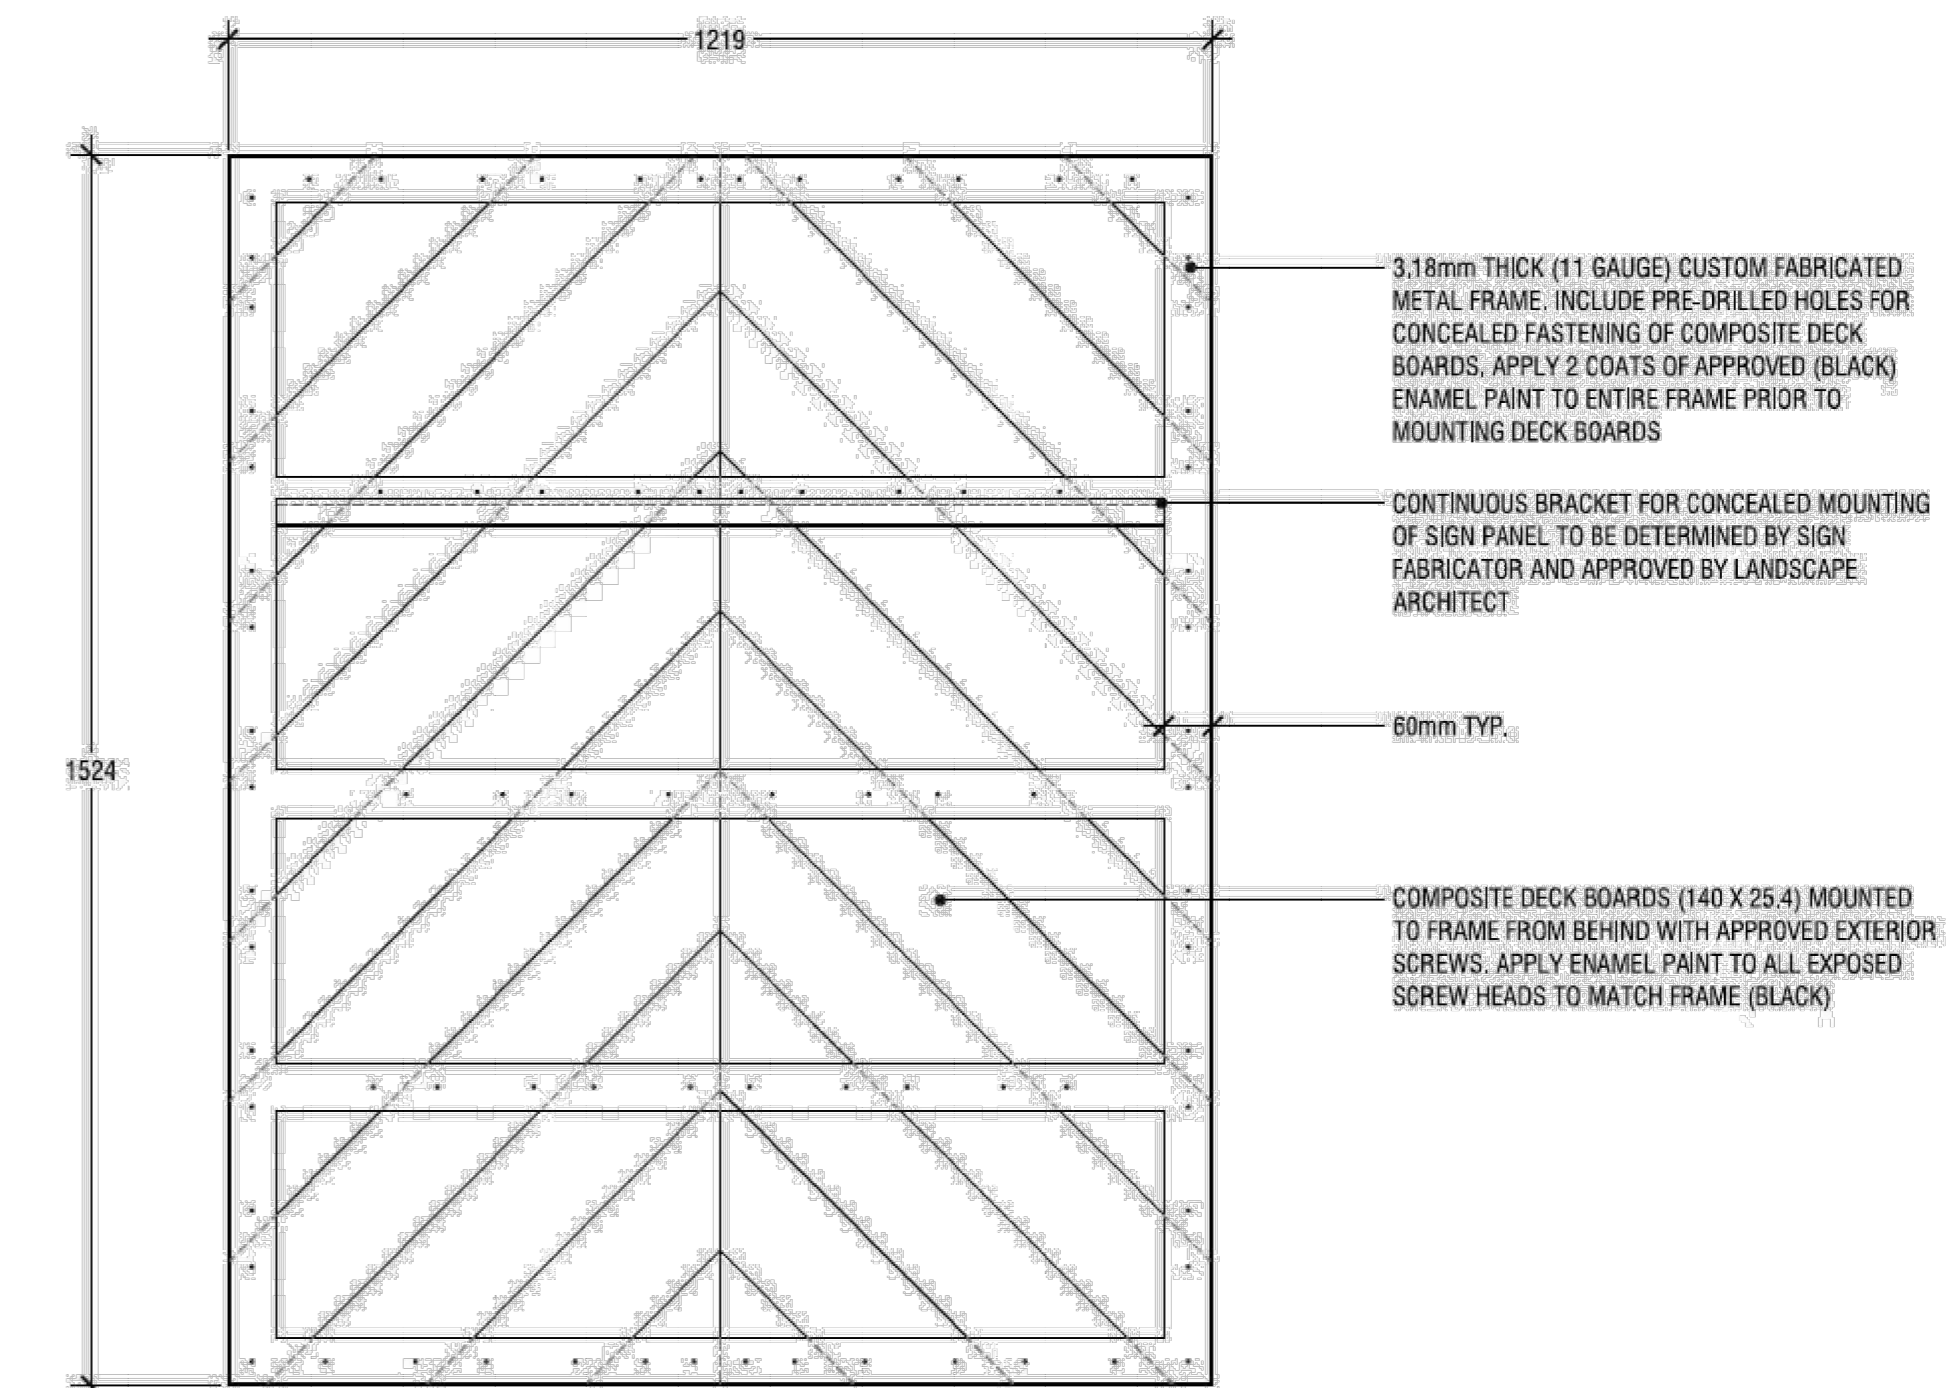 1219
3.18mm THICK (11 GAUGE) CUSTOM FABRICATED
METAL FRAME. INCLUDE PRE-DRILLED HOLES FOR
CONCEALED FASTENING OF COMPOSITE DECK
BOARDS, APPLY 2 COATS OF APPROVED (BLACK)
ENAMEL PAINT TO ENTIRE FRAME PRIOR TO
MOUNTING DECK BOARDS
CONTINUOUS BRACKET FOR CONCEALED MOUNTING
OF SIGN PANEL TO BE DETERMINED BY SIGN
FABRICATOR AND APPROVED BY LANDSCAPE
ARCHITECT
60mm TYP.
1524
COMPOSITE DECK BOARDS (140 X 25.4) MOUNTED
TO FRAME FROM BEHIND WITH APPROVED EXTERIOR
SCREWS. APPLY ENAMEL PAINT TO ALL EXPOSED
SCREW HEADS TO MATCH FRAME (BLACK)